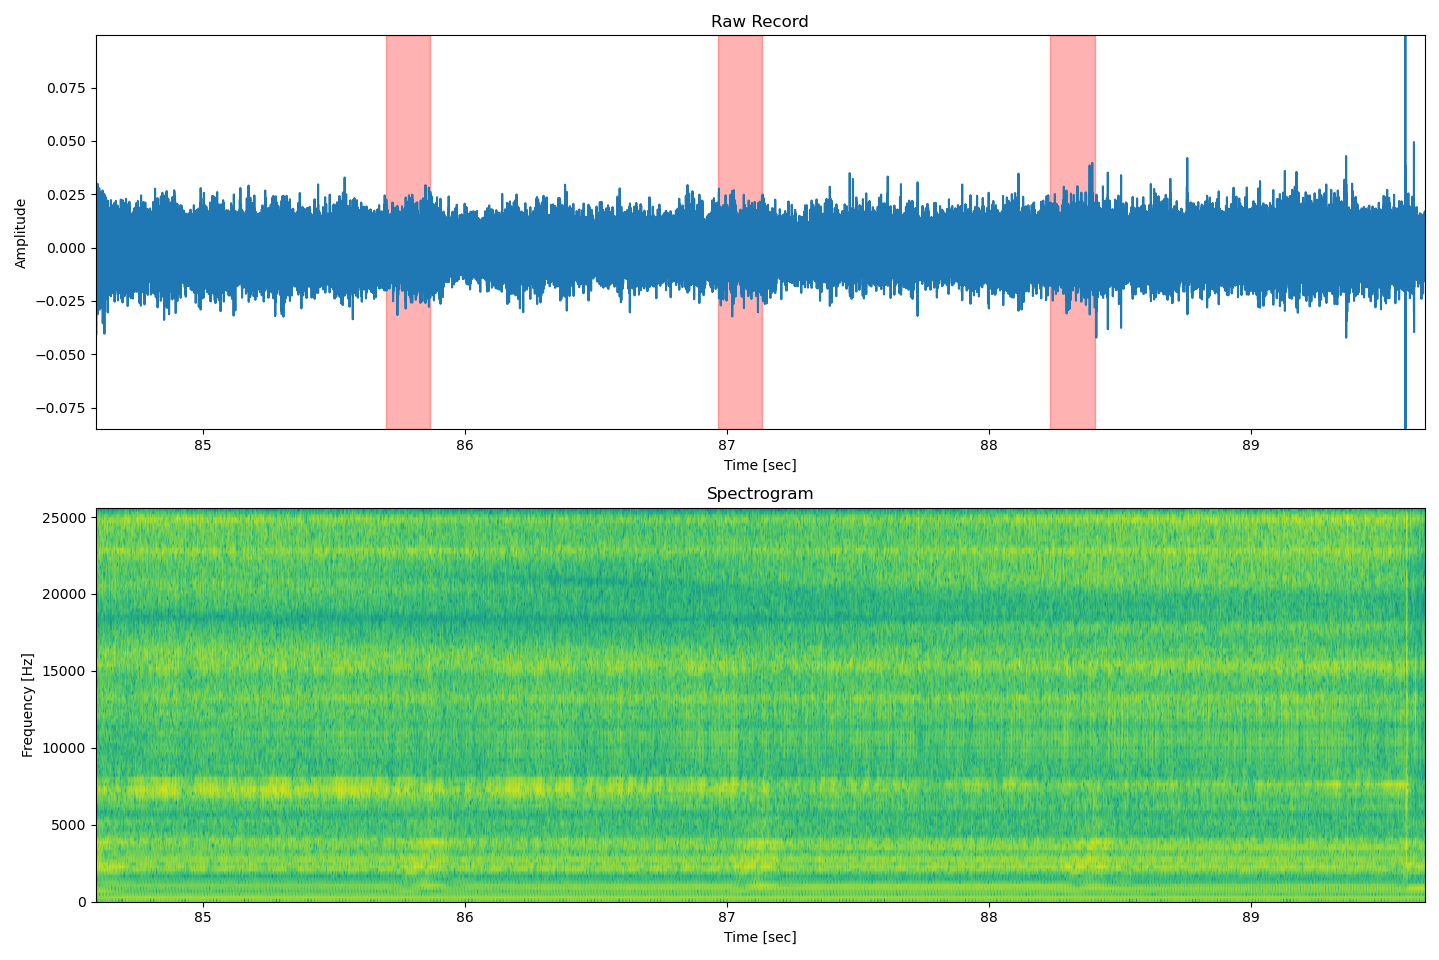 Raw Record
0.075
0.050
0.025
0.000
−0.025
−0.050
−0.075
Amplitude
85 86 87 88 89
Time [sec]
Spectrogram
25000
20000
15000
10000
5000
0
Frequency [Hz]
85 86 87 88 89
Time [sec]